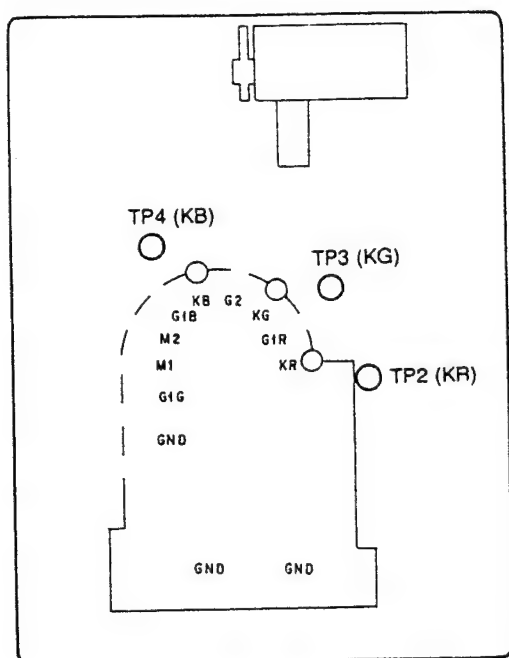 TP4 (KB)
TP3 (KG)
KB
G2
G1B
KG
M2
G1R
M1
KR
TP2 (KR)
G1G
GND
GND
GND